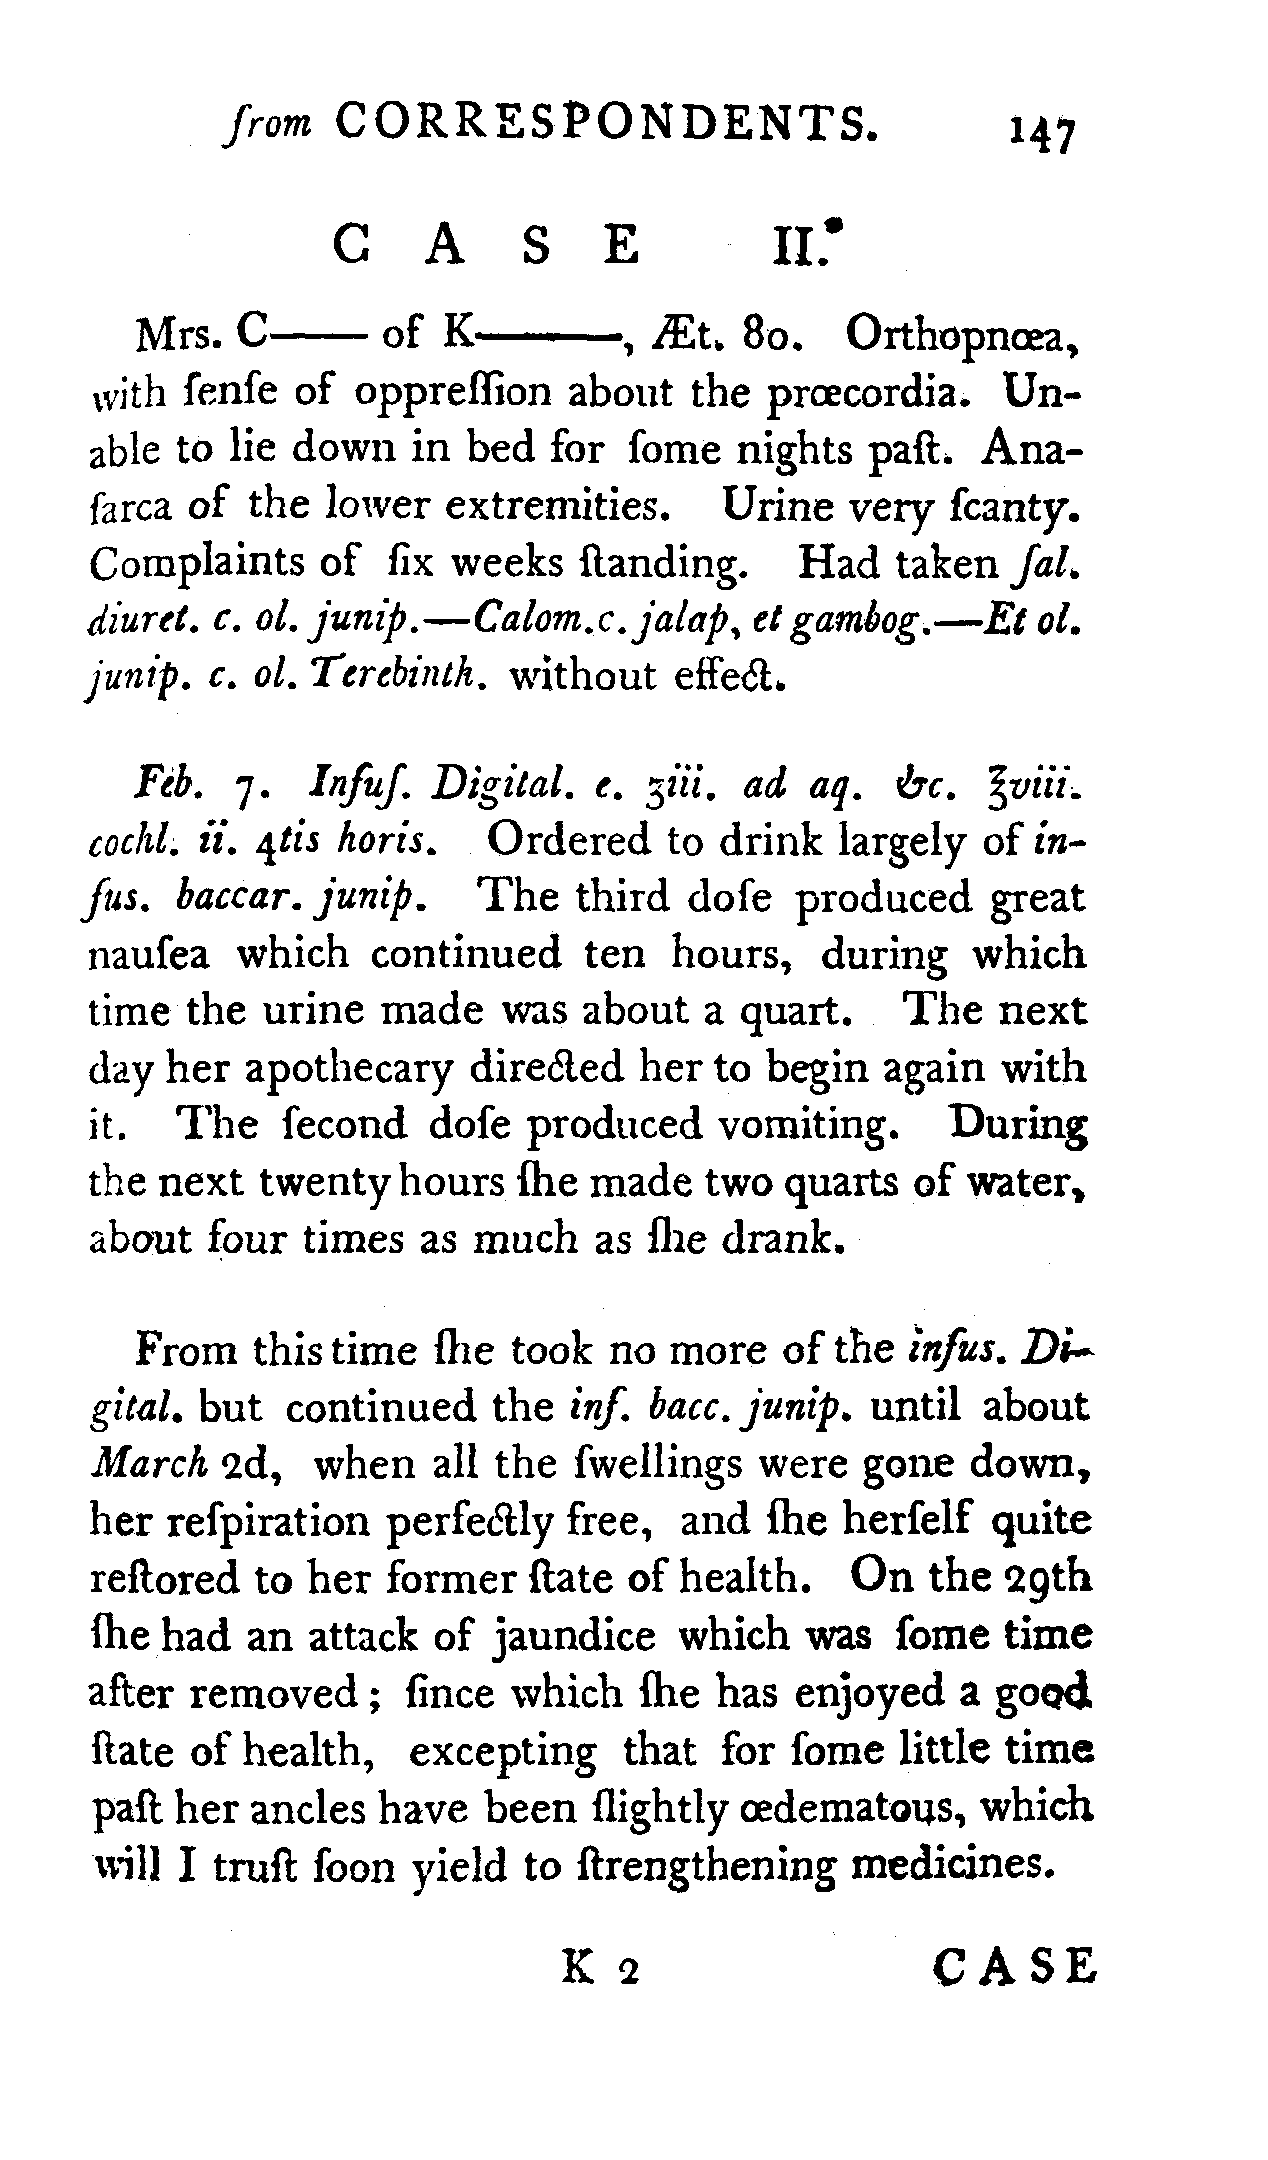 from CORRESPONDENTS. 147
CASE II.
Mrs. C—— of K———, Æt. 80. Orthopnœa,
with ſenſe of oppreſſion about the prœcordia. Un-
able to lie down in bed for ſome nights paſt. Ana-
ſarca of the lower extremities. Urine very ſcanty.
Complaints of ſix weeks ſtanding. Had taken ſal.
diuret. c. ol. junip.—Calom. c. jalap, et gambog.—Et ol.
junip. c. ol. Terebinth. without effect.
Feb. 7. Infuſ. Digital. e. ʒiii. ad aq. &c. ℥viii.
cochl. ii. 4tis horis. Ordered to drink largely of in-
fus. baccar. junip. The third doſe produced great
nauſea which continued ten hours, during which
time the urine made was about a quart. The next
day her apothecary directed her to begin again with
it. The ſecond doſe produced vomiting. During
the next twenty hours ſhe made two quarts of water,
about four times as much as ſhe drank.
From this time ſhe took no more of the infus. Di-
gital. but continued the inf. bacc. junip. until about
March 2d, when all the ſwellings were gone down,
her reſpiration perfectly free, and ſhe herſelf quite
reſtored to her former ſtate of health. On the 29th
ſhe had an attack of jaundice which was ſome time
after removed; ſince which ſhe has enjoyed a good
ſtate of health, excepting that for ſome little time
paſt her ancles have been ſlightly œdematous, which
will I truſt ſoon yield to ſtrengthening medicines.
K 2 CASE